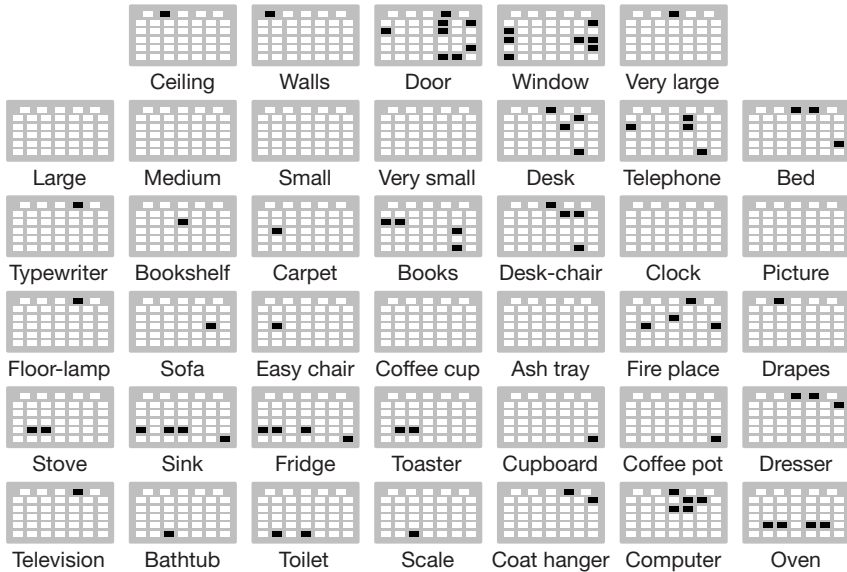 Ceiling Walls Door Window Very large
Large Medium Small Very small Desk Telephone Bed
Typewriter Bookshelf Carpet Books Desk-chair Clock Picture
Floor-lamp Sofa Easy chair Coffee cup Ash tray Fire place Drapes
Stove Sink Fridge Toaster Cupboard Coffee pot Dresser
Television Bathtub Toilet Scale Coat hanger Computer Oven